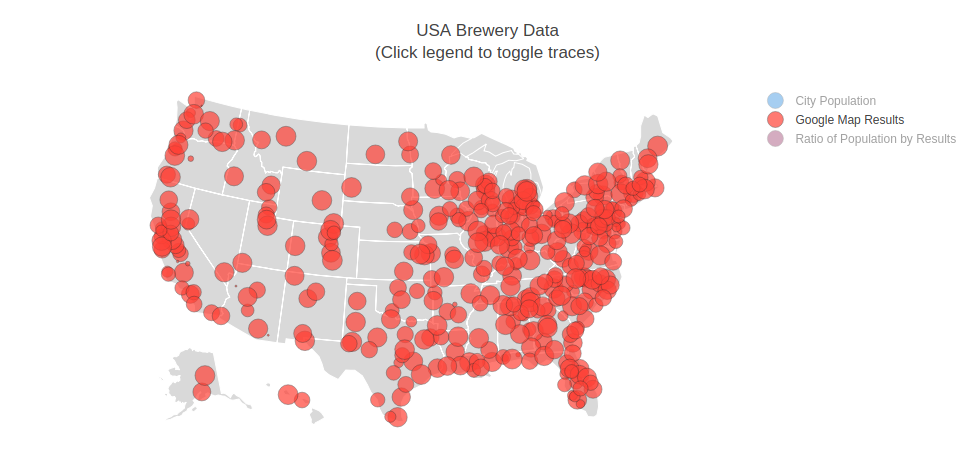 USA Brewery Data
(Click legend to toggle traces)
City Population
Google Map Results
Ratio of Population by Results